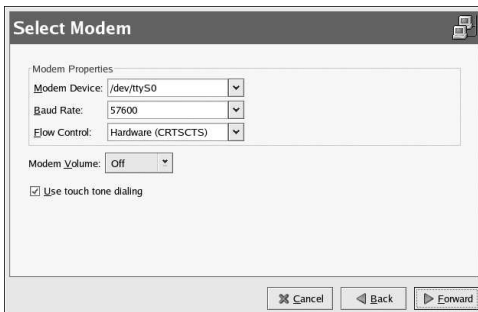 Select Modem
Modem Properties
Modem Device: /dev/ttyS0
Baud Rate: 57600
Flow Control: Hardware (CRTSCTS)
Modem Volume: Off
Use touch tone dialing
Cancel Back Forward